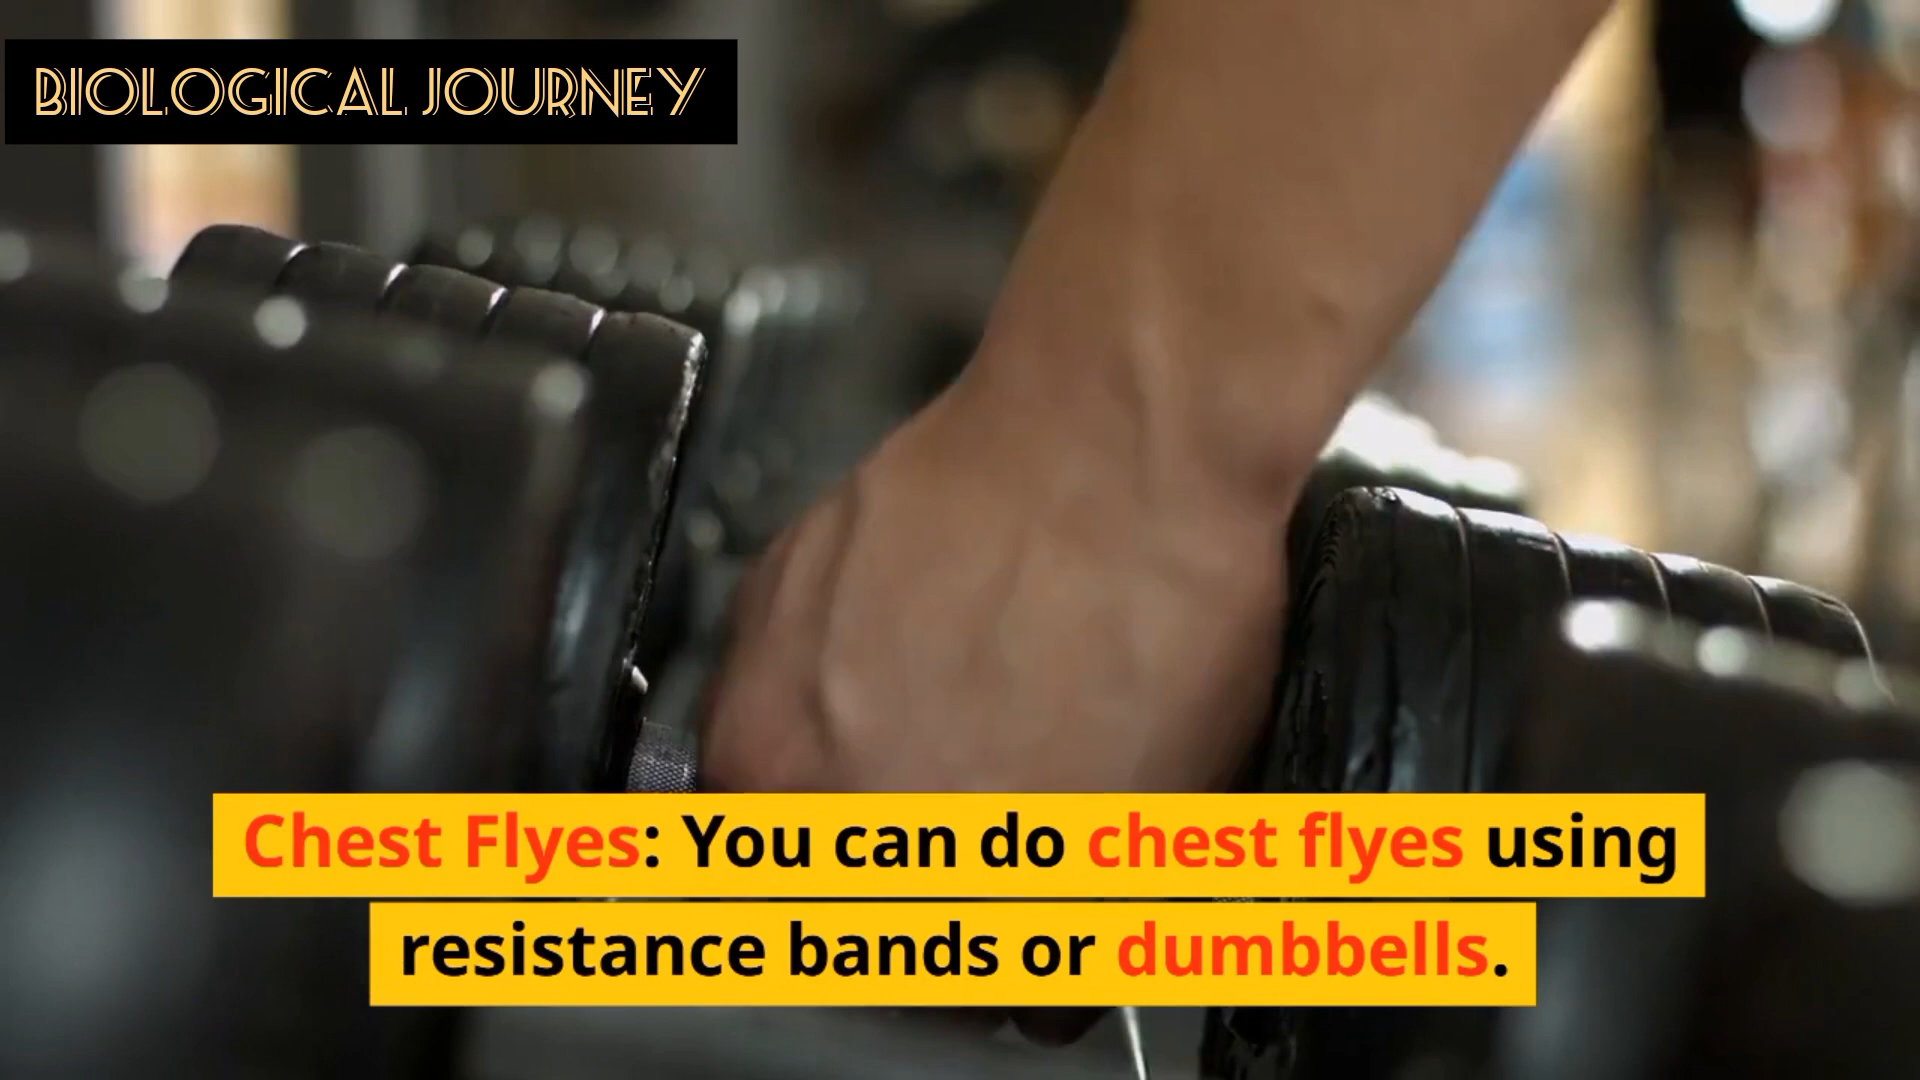 BIOLOGICAL JOURNEY
Chest Flyes: You can do chest flyes using
resistance bands or dumbbells.